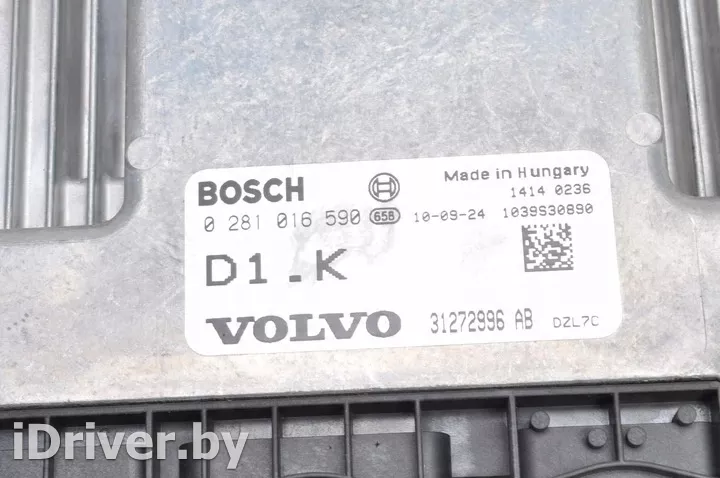 BOSCH Made in Hungary
1414 0236
0 281 016 590 658 10-09-24 1039S30890
D1.K
VOLVO 31272996 AB DZL7C
iDriver.by